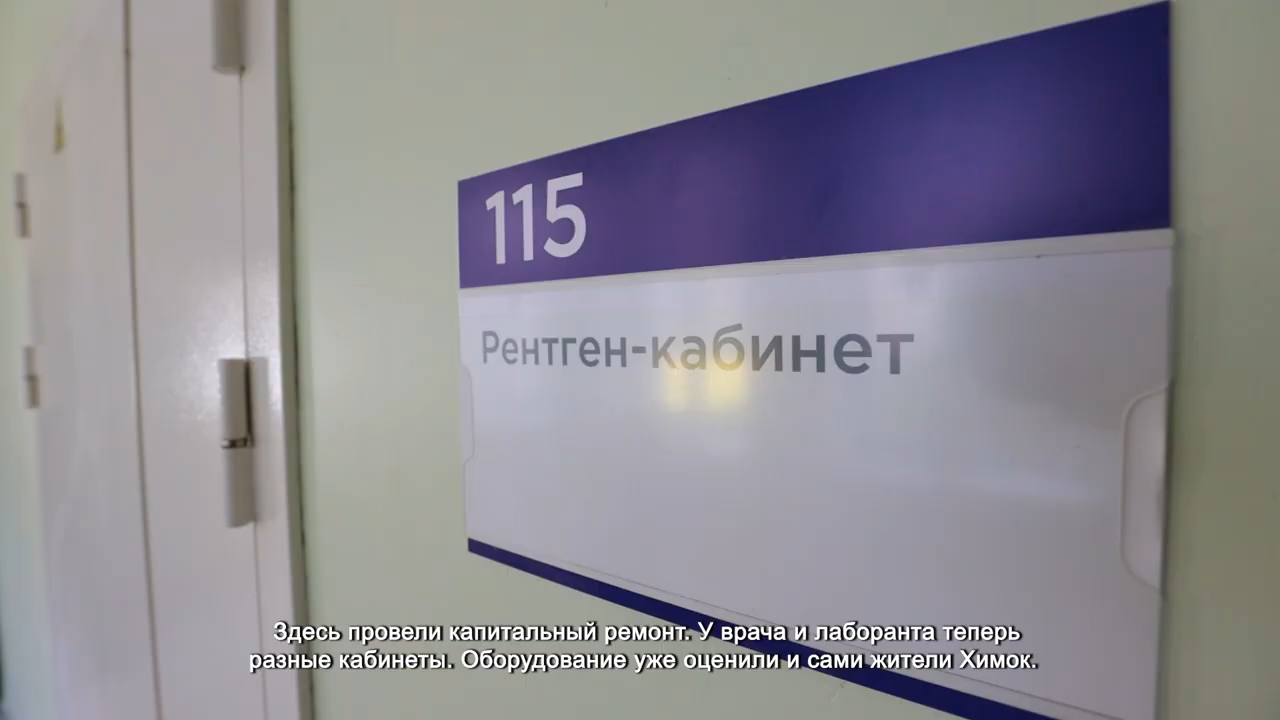 115
Рентген-кабинет
Здесь провели капитальный ремонт. У врача и лаборанта теперь
разные кабинеты. Оборудование уже оценили и сами жители Химок.